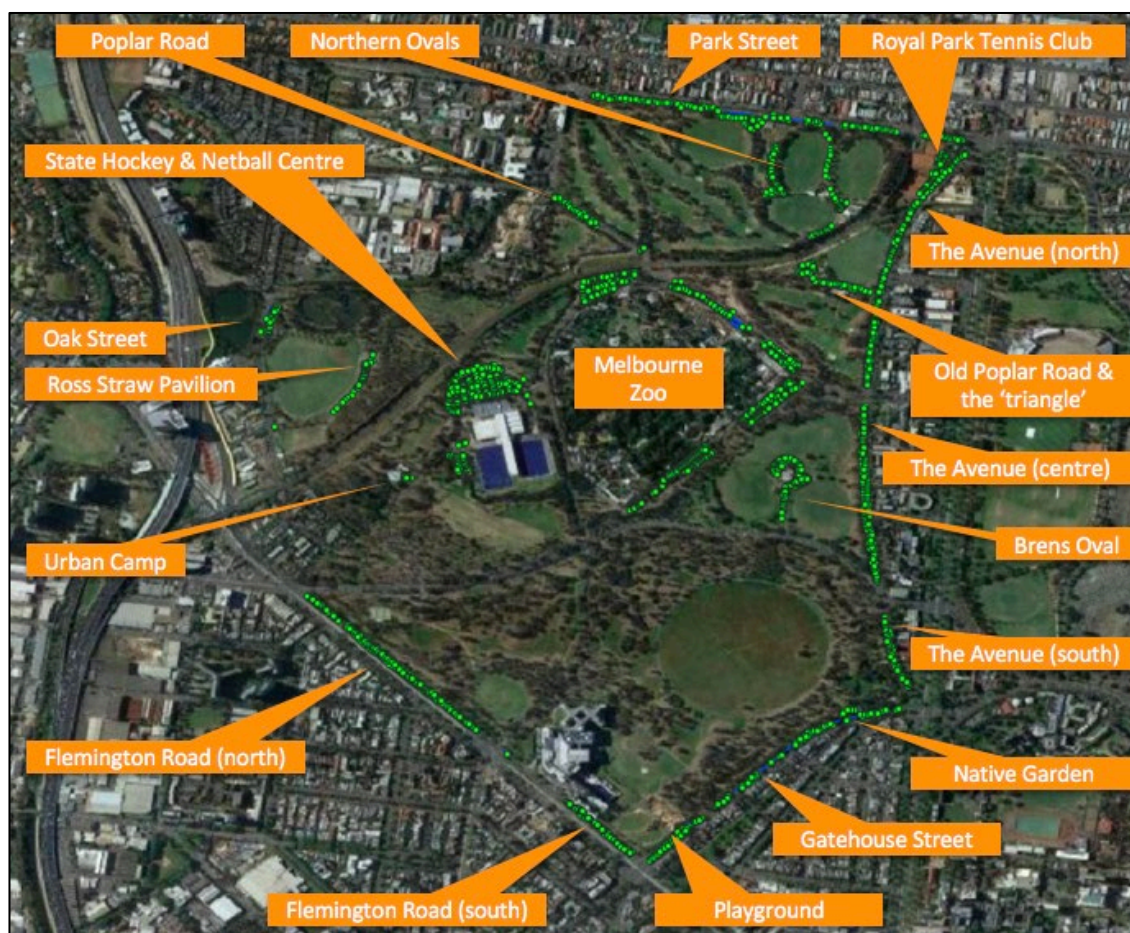 Poplar Road
Northern Ovals
Park Street
Royal Park Tennis Club
State Hockey & Netball Centre
The Avenue (north)
Oak Street
Ross Straw Pavilion
Melbourne
Zoo
Old Poplar Road &
the ‘triangle’
The Avenue (centre)
Urban Camp
Brens Oval
The Avenue (south)
Flemington Road (north)
Native Garden
Gatehouse Street
Flemington Road (south)
Playground